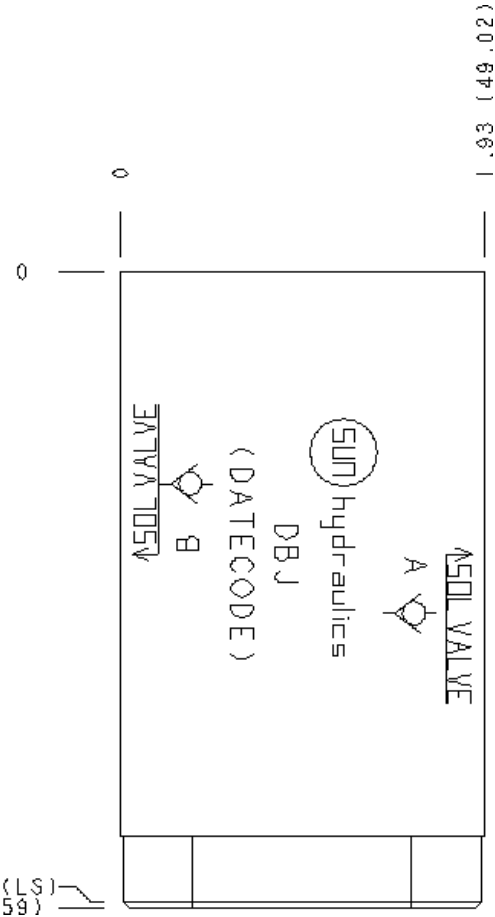 1.93 (49.02)
0
0
SUN hydraulics
DBJ
(DATECODE)
SOL VALVE
A
SOL VALVE
B
(LS)
59)